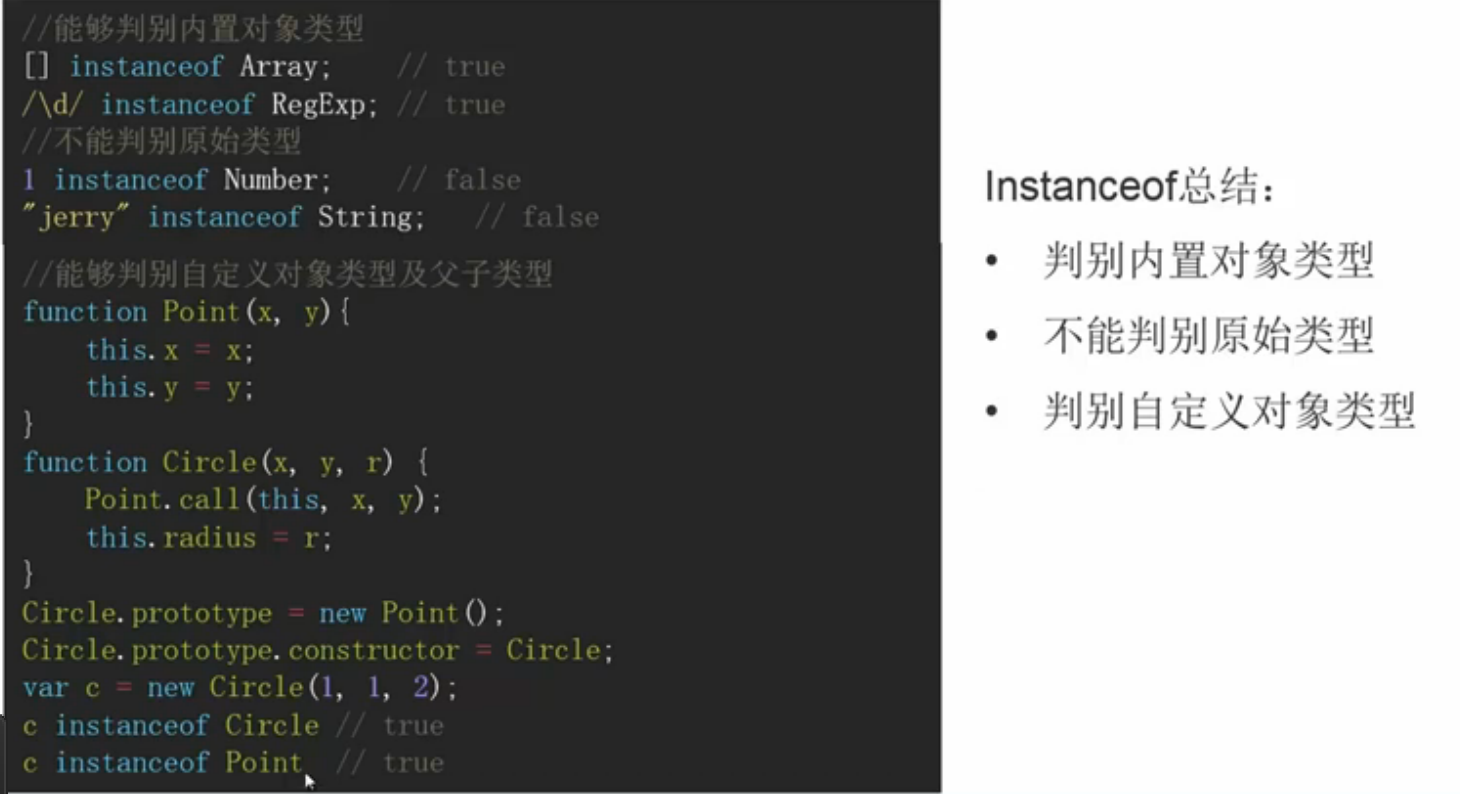 //能够判别内置对象类型
[] instanceof Array;    // true
/\d/ instanceof RegExp; // true
//不能判别原始类型
1 instanceof Number;    // false
"jerry" instanceof String;   // false
//能够判别自定义对象类型及父子类型
function Point(x, y){
    this.x = x;
    this.y = y;
}
function Circle(x, y, r) {
    Point.call(this, x, y);
    this.radius = r;
}
Circle.prototype = new Point();
Circle.prototype.constructor = Circle;
var c = new Circle(1, 1, 2);
c instanceof Circle // true
c instanceof Point  // true
Instanceof总结：
• 判别内置对象类型
• 不能判别原始类型
• 判别自定义对象类型